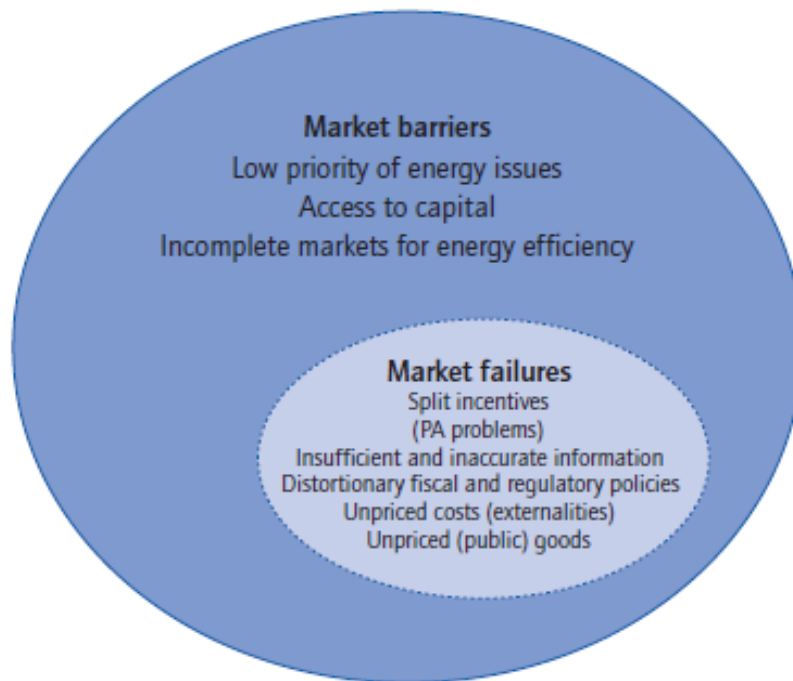 Market barriers
Low priority of energy issues
Access to capital
Incomplete markets for energy efficiency
Market failures
Split incentives
(PA problems)
Insufficient and inaccurate information
Distortionary fiscal and regulatory policies
Unpriced costs (externalities)
Unpriced (public) goods